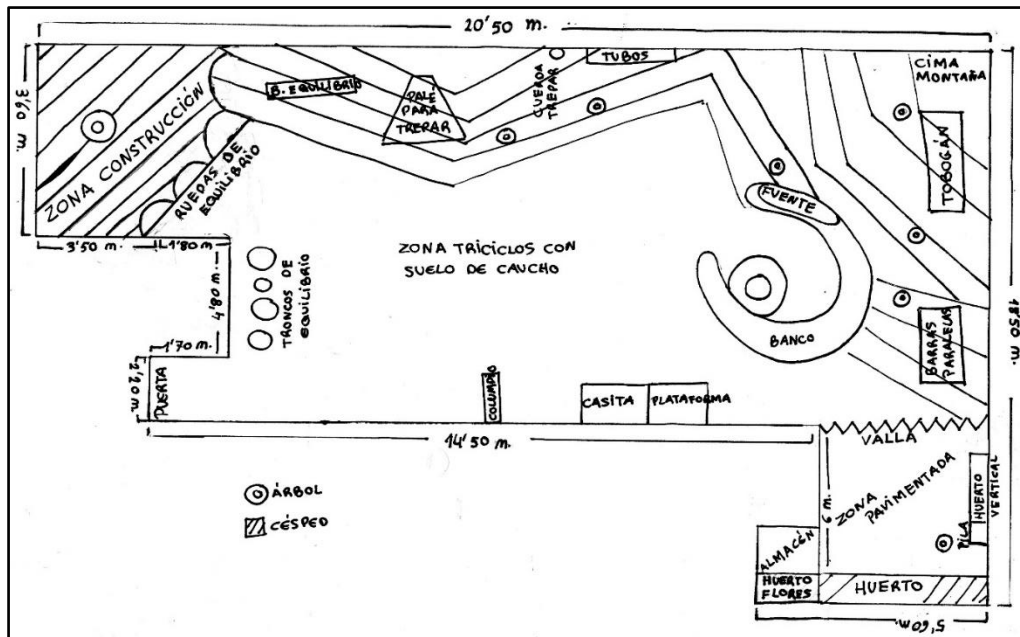 20'50 m.
3'60 m.
ZONA CONSTRUCCIÓN
RUEDAS DE
EQUILIBRIO
B. EQUILIBRIO
PALÉ
PARA
TREPAR
CUERDA
TREPAR
TUBOS
CIMA
MONTAÑA
TOBOGÁN
FUENTE
3'50 m.
1'80 m.
4'80 m.
TRONCOS DE
EQUILIBRIO
ZONA TRICICLOS CON
SUELO DE CAUCHO
BANCO
BARRAS
PARALELAS
18'50 m.
1'70 m.
2'20 m
PUERTA
COLUMPIO
CASITA
PLATAFORMA
14'50 m.
VALLA
6 m.
ZONA PAVIMENTADA
HUERTO
VERTICAL
PILA
ÁRBOL
CÉSPED
ALMACÉN
HUERTO
FLORES
HUERTO
5'60 m